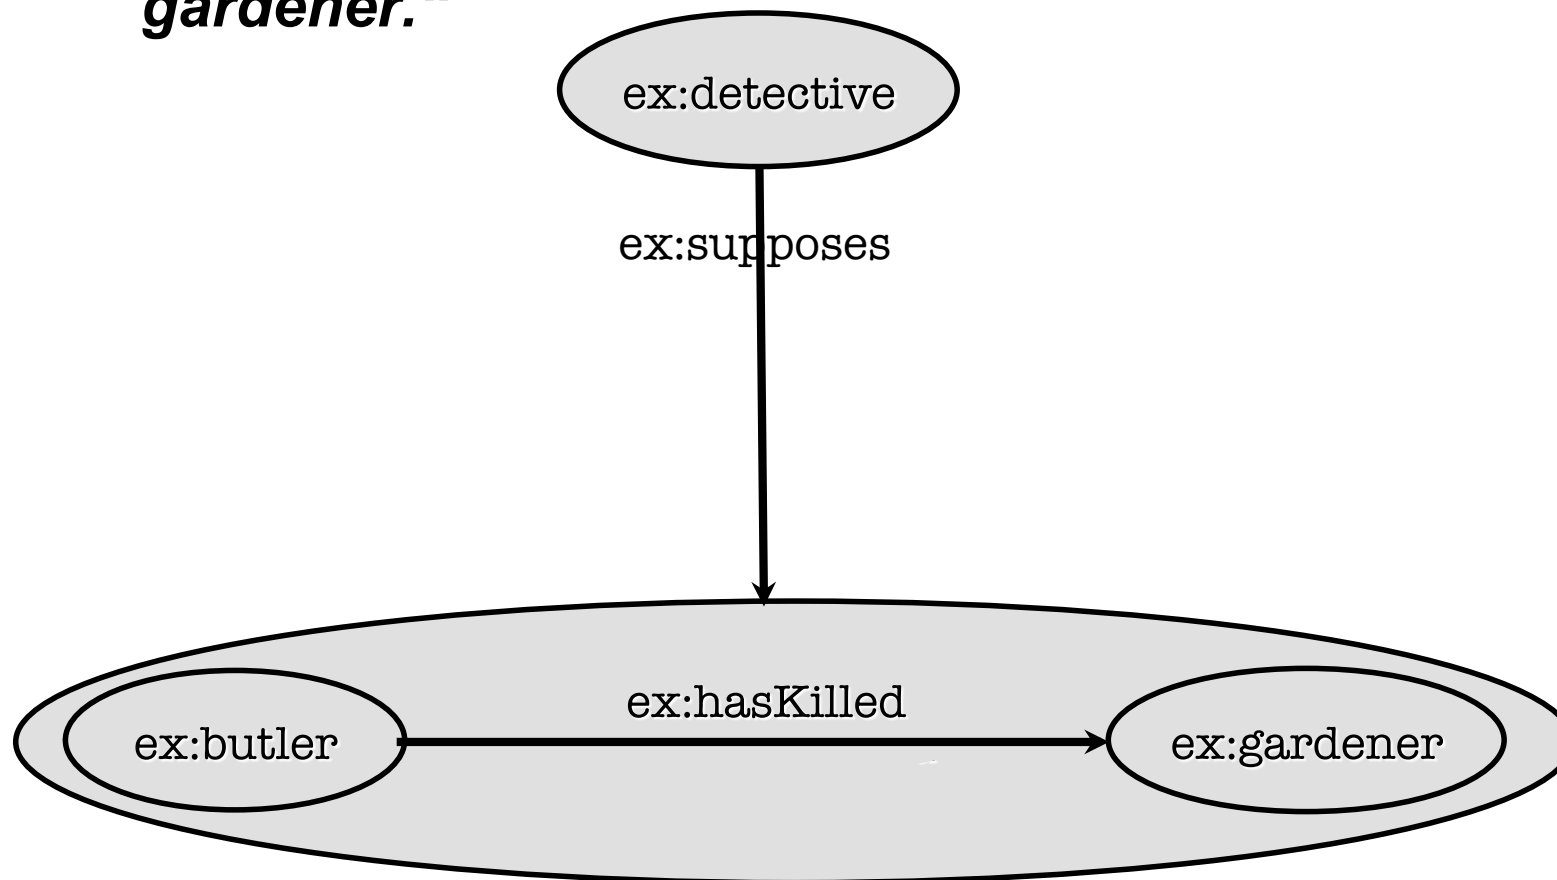 gardener."
ex:detective
ex:supposes
ex:hasKilled
ex:butler
ex:gardener